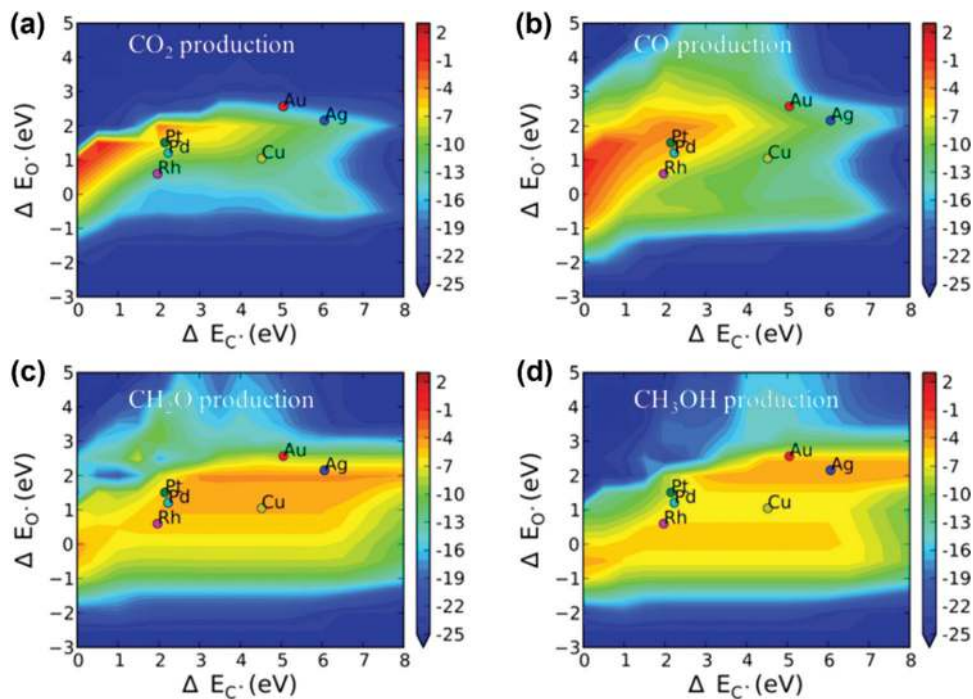 (a)
CO₂ production
5
4
3
2
1
0
-1
-2
-3
Δ E_O* (eV)
Au
Ag
Pt
Pd
Cu
Rh
0 1 2 3 4 5 6 7 8
Δ E_C* (eV)
2
-1
-4
-7
-10
-13
-16
-19
-22
-25
(b)
CO production
5
4
3
2
1
0
-1
-2
-3
Δ E_O* (eV)
Au
Ag
Pt
Pd
Cu
Rh
0 1 2 3 4 5 6 7 8
Δ E_C* (eV)
2
-1
-4
-7
-10
-13
-16
-19
-22
-25
(c)
CH₂O production
5
4
3
2
1
0
-1
-2
-3
Δ E_O* (eV)
Au
Ag
Pt
Pd
Cu
Rh
0 1 2 3 4 5 6 7 8
Δ E_C* (eV)
2
-1
-4
-7
-10
-13
-16
-19
-22
-25
(d)
CH₃OH production
5
4
3
2
1
0
-1
-2
-3
Δ E_O* (eV)
Au
Ag
Pt
Pd
Cu
Rh
0 1 2 3 4 5 6 7 8
Δ E_C* (eV)
2
-1
-4
-7
-10
-13
-16
-19
-22
-25